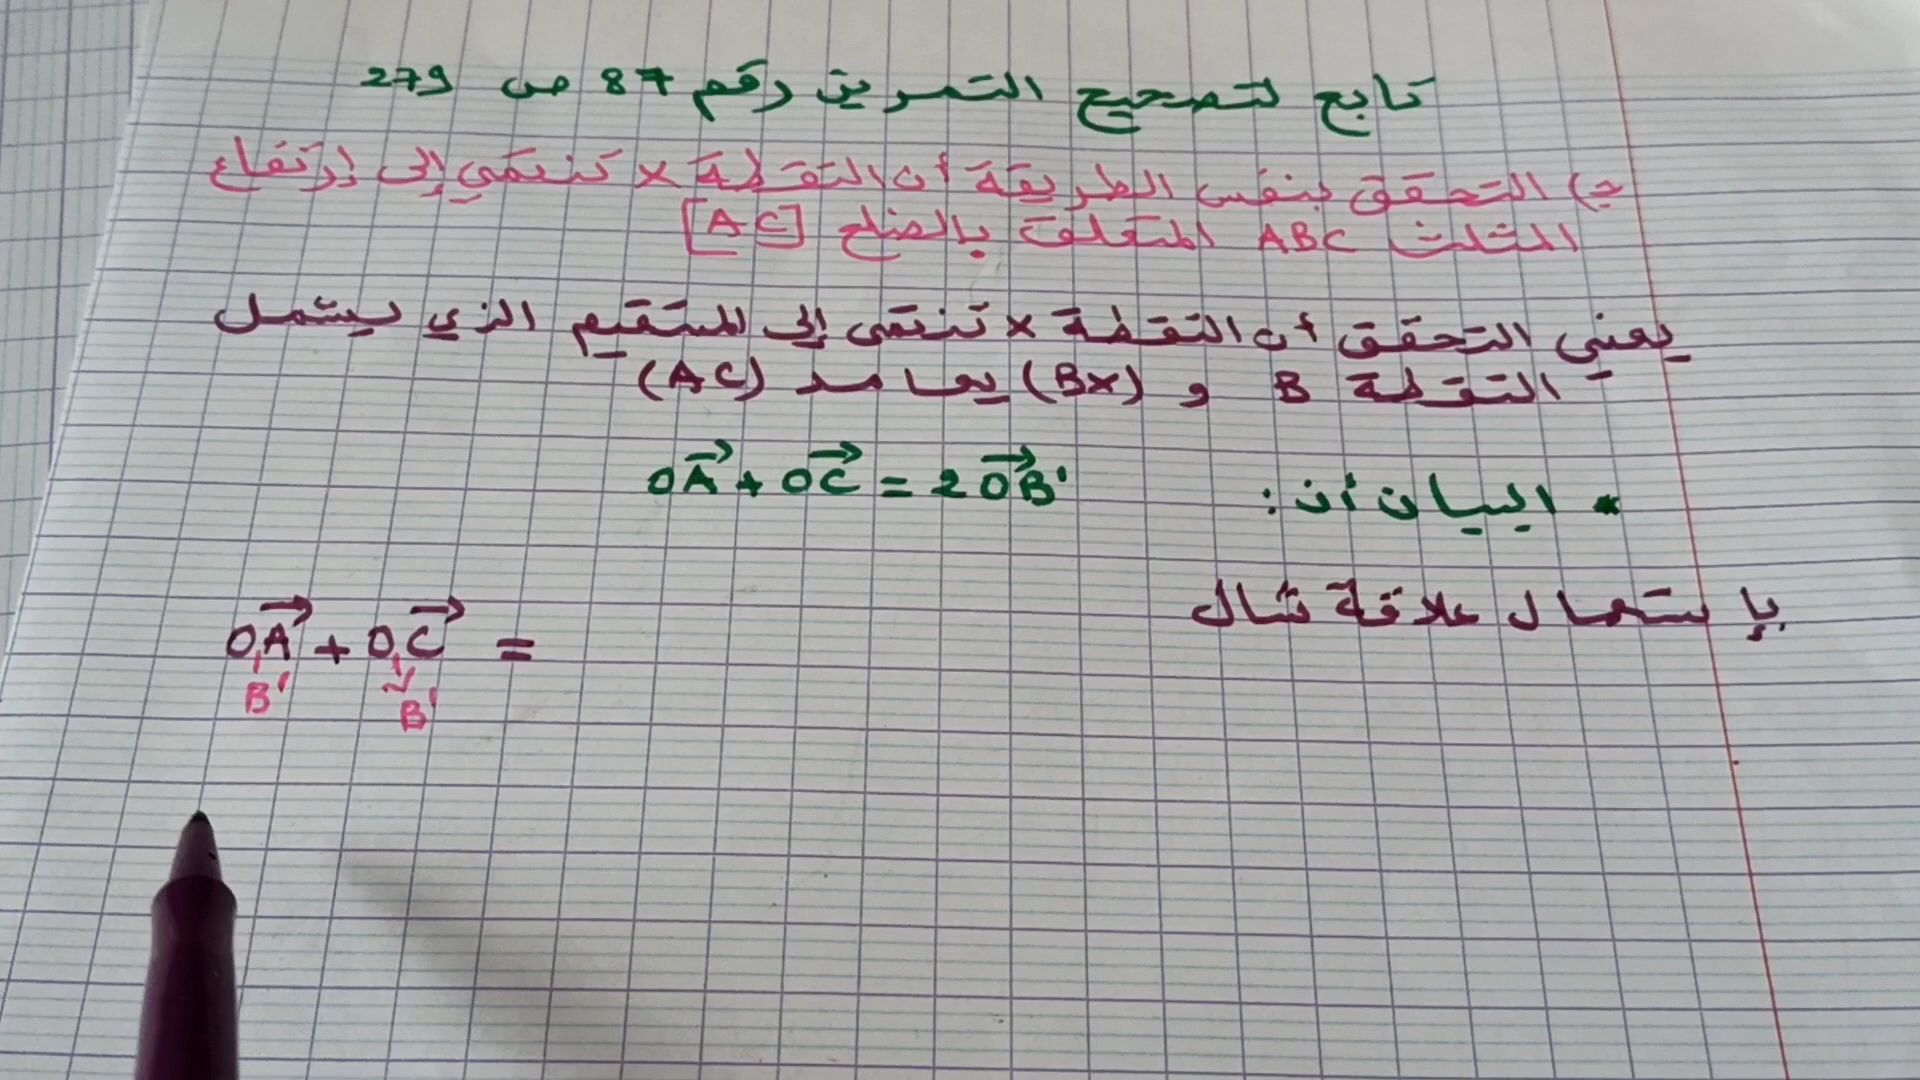 تابع لتصحيح التمرين رقم 87 ص 279
ج) التحقق بنفس الطريقة أن النقطة X تنتمي إلى إرتفاع
المثلث ABC المتعلق بالضلع [AC]
يعني التحقق أن النقطة X تنتمي إلى المستقيم الذي يشمل
النقطة B و (BX) يعامد (AC)
* البيان أن: OA→ + OC→ = 2OB'→
بإستعمال علاقة شال
OA→ + OC→ =
B' B'